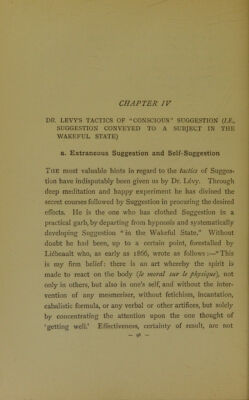 CHAPTER IV
DR. LEVY'S TACTICS OF "CONSCIOUS" SUGGESTION (I.E.,
SUGGESTION CONVEYED TO A SUBJECT IN THE
WAKEFUL STATE)
a. Extraneous Suggestion and Self-Suggestion
THE most valuable hints in regard to the tactics of Sugges-
tion have indisputably been given us by Dr. Lévy. Through
deep meditation and happy experiment he has divined the
secret courses followed by Suggestion in procuring the desired
effects. He is the one who has clothed Suggestion in a
practical garb, by departing from hypnosis and systematically
developing Suggestion "in the Wakeful State." Without
doubt he had been, up to a certain point, forestalled by
Liébeault who, as early as 1866, wrote as follows :—"This
is my firm belief: there is an art whereby the spirit is
made to react on the body (le moral sur le physique), not
only in others, but also in one's self, and without the inter-
vention of any mesmeriser, without fetichism, incantation,
cabalistic formula, or any verbal or other artifices, but solely
by concentrating the attention upon the one thought of
'getting well.' Effectiveness, certainty of result, are not